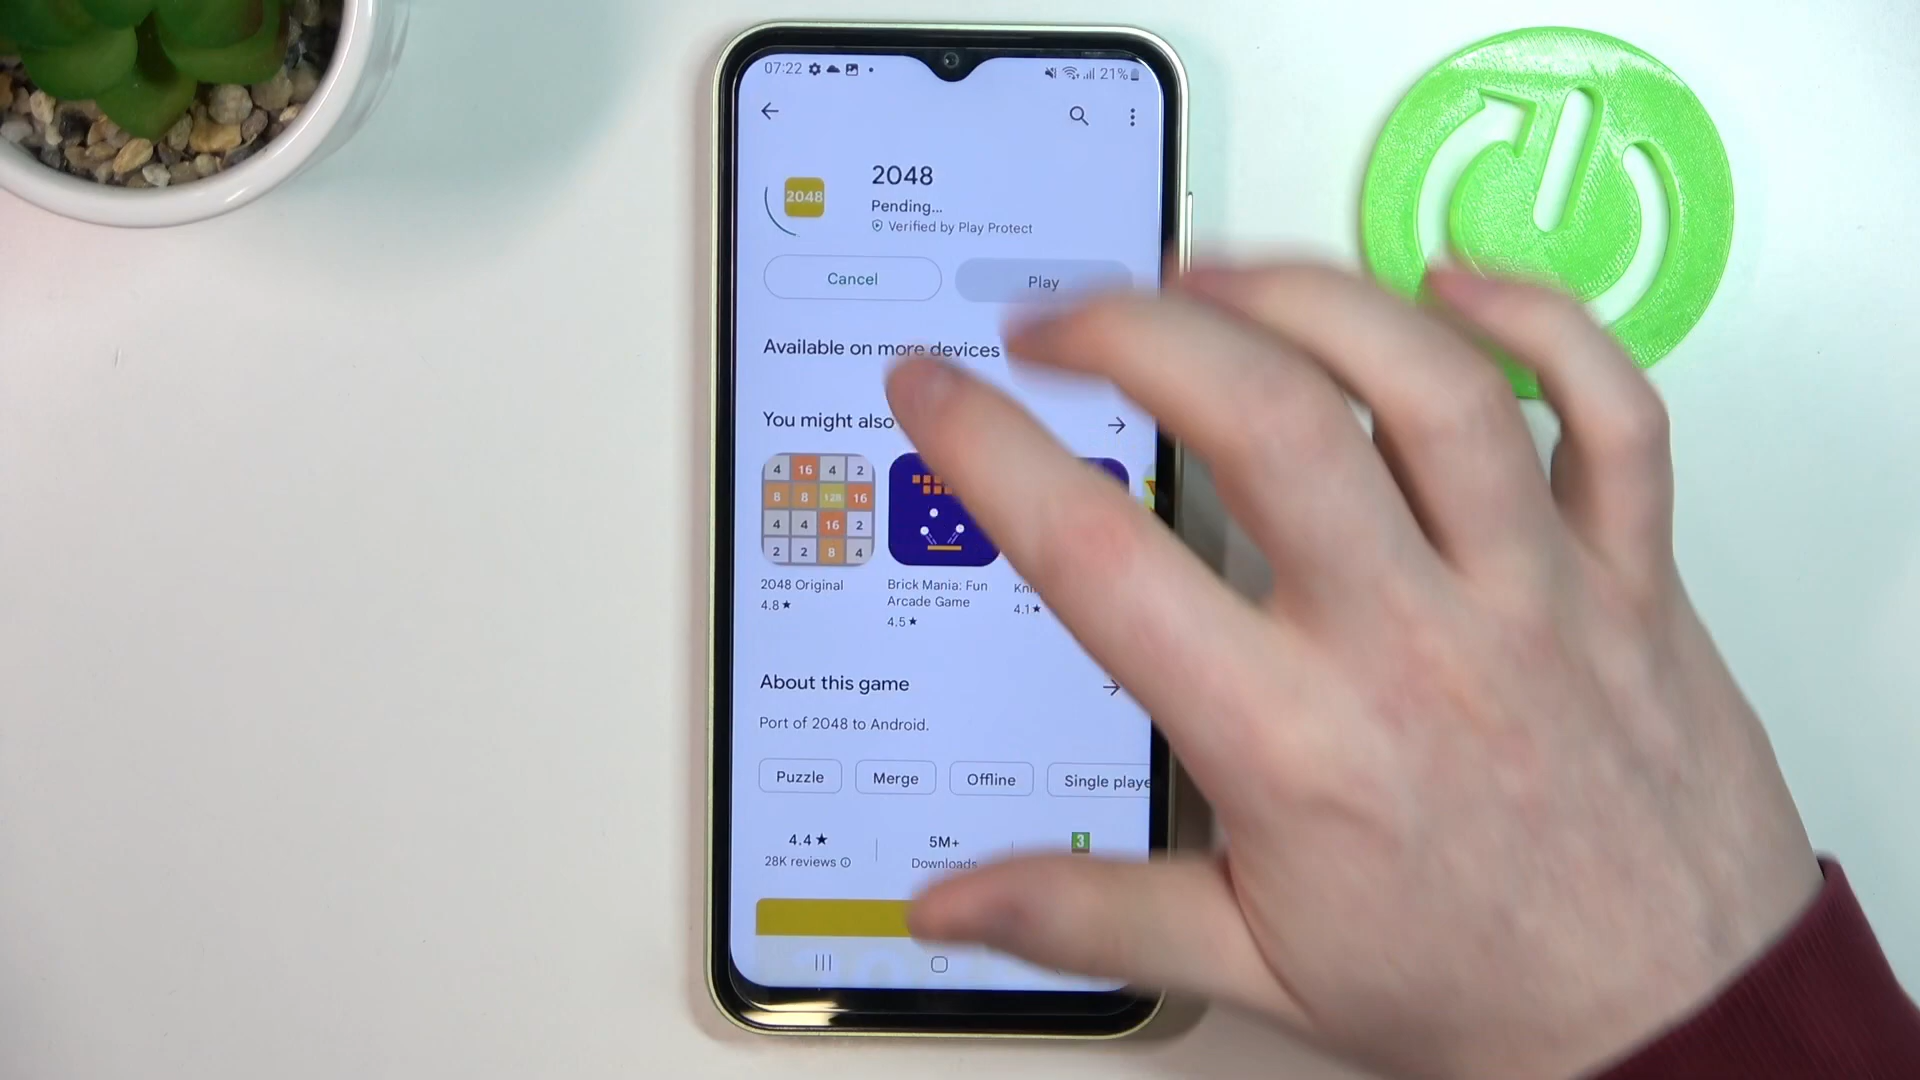 07:22
21%
2048
2048
Pending...
Verified by Play Protect
Cancel
Play
Available on more devices
You might also
4 16 4 2
8 8 128 16
4 4 16 2
2 2 8 4
2048 Original
4.8★
Brick Mania: Fun
Arcade Game
4.5★
4.1★
About this game
Port of 2048 to Android.
Puzzle
Merge
Offline
Single playe
4.4★
28K reviews
5M+
Downloads
3